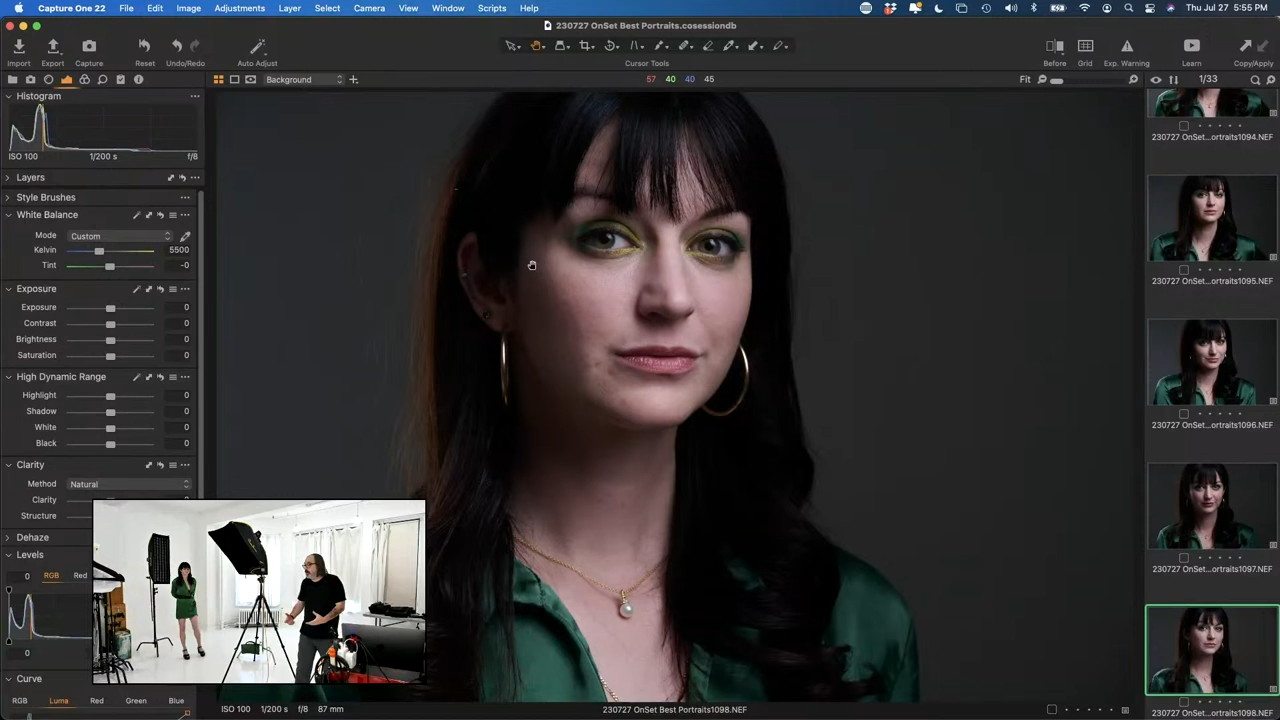 Capture One 22 File Edit Image Adjustments Layer Select Camera View Window Scripts Help Thu Jul 27 5:55 PM
230727 OnSet Best Portraits.cosessiondb
Import Export Capture Reset Undo/Redo Auto Adjust Cursor Tools Before Grid Exp. Warning Learn Copy/Apply
Background 57 40 40 45 Fit 1/33
Histogram
ISO 100 1/200 s f/8
Layers
Style Brushes
White Balance
Mode Custom
Kelvin 5500
Tint -0
Exposure
Exposure 0
Contrast 0
Brightness 0
Saturation 0
High Dynamic Range
Highlight 0
Shadow 0
White 0
Black 0
Clarity
Method Natural
Clarity
Structure
Dehaze
Levels
0 RGB Red
0
Curve
RGB Luma Red Green Blue
ISO 100 1/200 s f/8 87 mm
230727 OnSet Best Portraits1098.NEF
230727 OnSet...ortraits1094.NEF
230727 OnSet...ortraits1095.NEF
230727 OnSet...ortraits1096.NEF
230727 OnSet...ortraits1097.NEF
230727 OnSet...ortraits1098.NEF